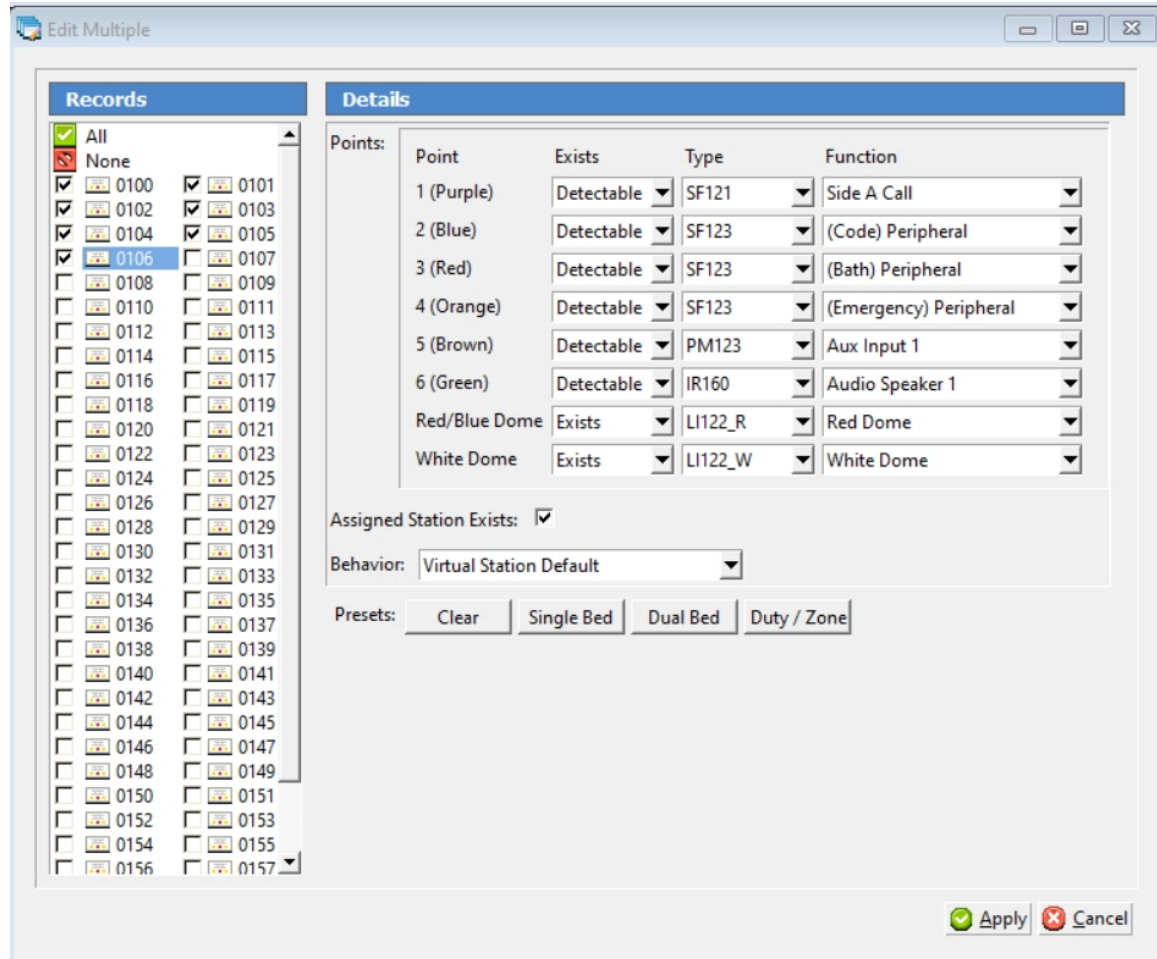 Edit Multiple
Records
All
None
0100 0101
0102 0103
0104 0105
0106 0107
0108 0109
0110 0111
0112 0113
0114 0115
0116 0117
0118 0119
0120 0121
0122 0123
0124 0125
0126 0127
0128 0129
0130 0131
0132 0133
0134 0135
0136 0137
0138 0139
0140 0141
0142 0143
0144 0145
0146 0147
0148 0149
0150 0151
0152 0153
0154 0155
0156 0157
Details
Points:
Point Exists Type Function
1 (Purple) Detectable SF121 Side A Call
2 (Blue) Detectable SF123 (Code) Peripheral
3 (Red) Detectable SF123 (Bath) Peripheral
4 (Orange) Detectable SF123 (Emergency) Peripheral
5 (Brown) Detectable PM123 Aux Input 1
6 (Green) Detectable IR160 Audio Speaker 1
Red/Blue Dome Exists LI122_R Red Dome
White Dome Exists LI122_W White Dome
Assigned Station Exists:
Behavior: Virtual Station Default
Presets: Clear Single Bed Dual Bed Duty / Zone
Apply Cancel